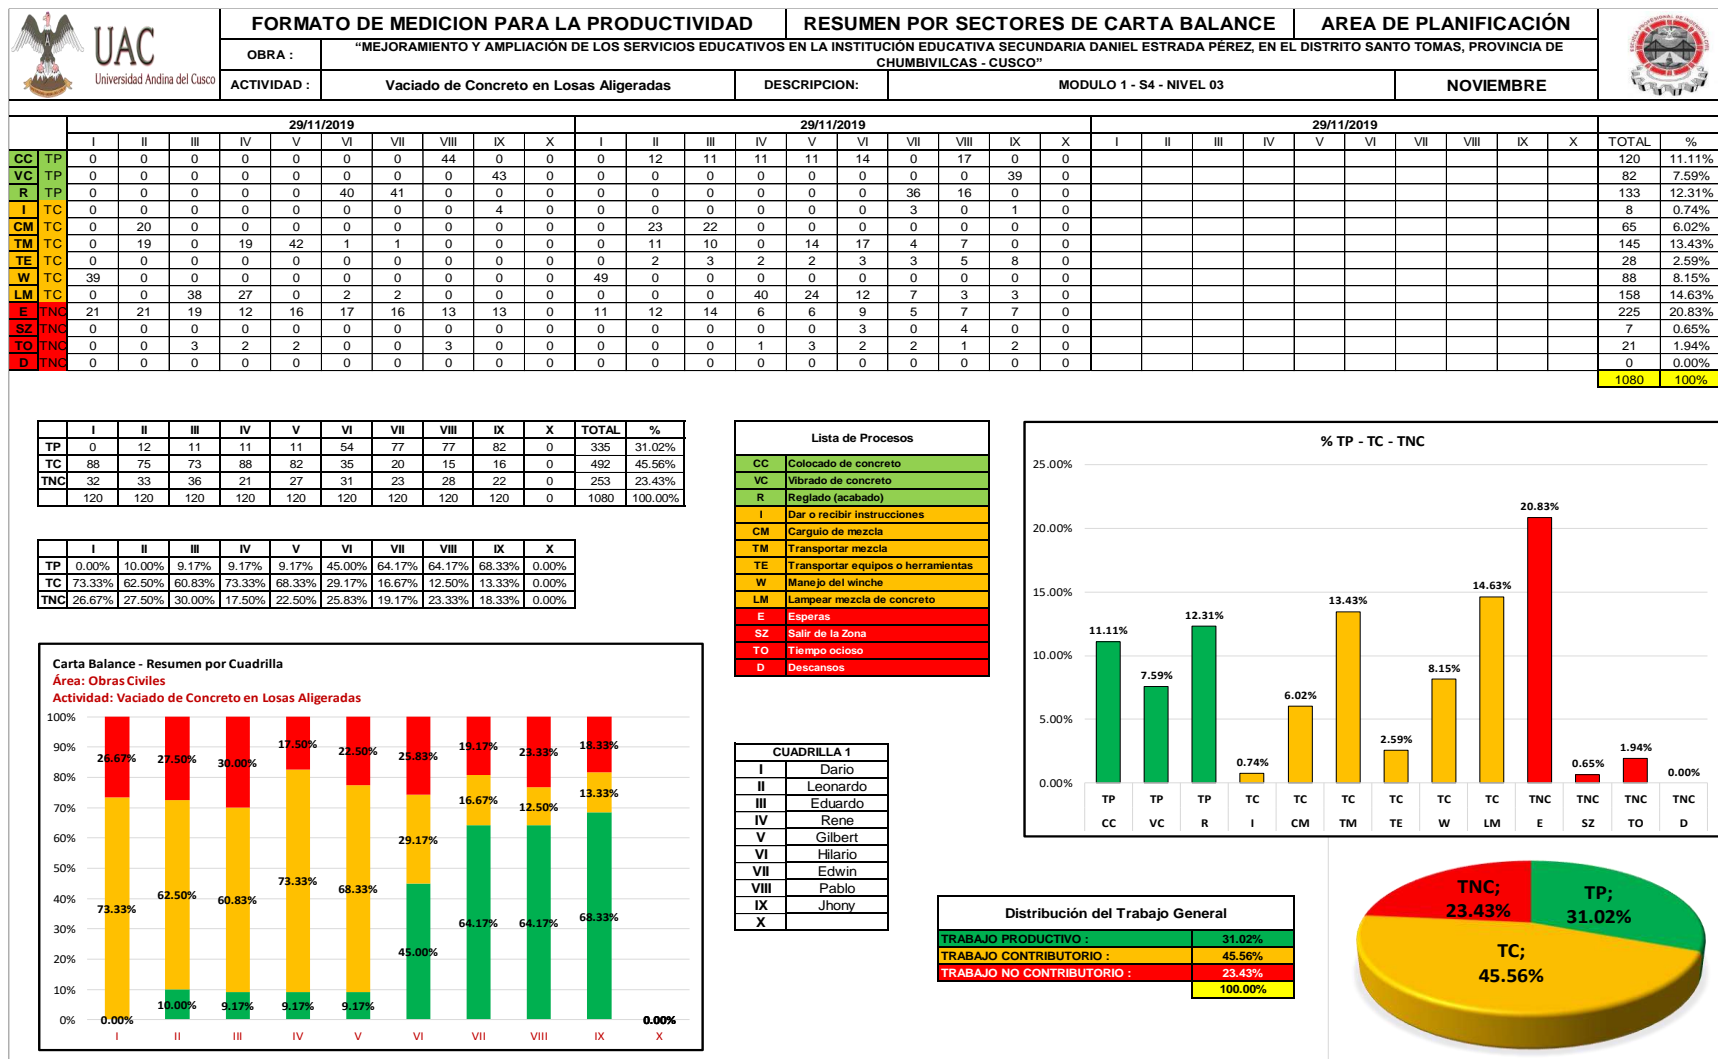 UAC
Universidad Andina del Cusco
FORMATO DE MEDICION PARA LA PRODUCTIVIDAD RESUMEN POR SECTORES DE CARTA BALANCE AREA DE PLANIFICACIÓN
OBRA : “MEJORAMIENTO Y AMPLIACIÓN DE LOS SERVICIOS EDUCATIVOS EN LA INSTITUCIÓN EDUCATIVA SECUNDARIA DANIEL ESTRADA PÉREZ, EN EL DISTRITO SANTO TOMAS, PROVINCIA DE
CHUMBIVILCAS - CUSCO”
ACTIVIDAD : Vaciado de Concreto en Losas Aligeradas DESCRIPCION: MODULO 1 - S4 - NIVEL 03 NOVIEMBRE
29/11/2019 29/11/2019 29/11/2019
I II III IV V VI VII VIII IX X I II III IV V VI VII VIII IX X I II III IV V VI VII VIII IX X TOTAL %
CC TP 0 0 0 0 0 0 0 44 0 0 0 12 11 11 11 14 0 17 0 0 120 11.11%
VC TP 0 0 0 0 0 0 0 0 43 0 0 0 0 0 0 0 0 0 39 0 82 7.59%
R TP 0 0 0 0 0 40 41 0 0 0 0 0 0 0 0 0 36 16 0 0 133 12.31%
I TC 0 0 0 0 0 0 0 0 4 0 0 0 0 0 0 0 3 0 1 0 8 0.74%
CM TC 0 20 0 0 0 0 0 0 0 0 0 23 22 0 0 0 0 0 0 0 65 6.02%
TM TC 0 19 0 19 42 1 1 0 0 0 0 11 10 0 14 17 4 7 0 0 145 13.43%
TE TC 0 0 0 0 0 0 0 0 0 0 0 2 3 2 2 3 3 5 8 0 28 2.59%
W TC 39 0 0 0 0 0 0 0 0 0 49 0 0 0 0 0 0 0 0 0 88 8.15%
LM TC 0 0 38 27 0 2 2 0 0 0 0 0 0 40 24 12 7 3 3 0 158 14.63%
E TNC 21 21 19 12 16 17 16 13 13 0 11 12 14 6 6 9 5 7 7 0 225 20.83%
SZ TNC 0 0 0 0 0 0 0 0 0 0 0 0 0 0 0 3 0 4 0 0 7 0.65%
TO TNC 0 0 3 2 2 0 0 3 0 0 0 0 0 1 3 2 2 1 2 0 21 1.94%
D TNC 0 0 0 0 0 0 0 0 0 0 0 0 0 0 0 0 0 0 0 0 0 0.00%
1080 100%
I II III IV V VI VII VIII IX X TOTAL %
TP 0 12 11 11 11 54 77 77 82 0 335 31.02%
TC 88 75 73 88 82 35 20 15 16 0 492 45.56%
TNC 32 33 36 21 27 31 23 28 22 0 253 23.43%
120 120 120 120 120 120 120 120 120 0 1080 100.00%
I II III IV V VI VII VIII IX X
TP 0.00% 10.00% 9.17% 9.17% 9.17% 45.00% 64.17% 64.17% 68.33% 0.00%
TC 73.33% 62.50% 60.83% 73.33% 68.33% 29.17% 16.67% 12.50% 13.33% 0.00%
TNC 26.67% 27.50% 30.00% 17.50% 22.50% 25.83% 19.17% 23.33% 18.33% 0.00%
Lista de Procesos
CC Colocado de concreto
VC Vibrado de concreto
R Reglado (acabado)
I Dar o recibir instrucciones
CM Carguio de mezcla
TM Transportar mezcla
TE Transportar equipos o herramientas
W Manejo del winche
LM Lampear mezcla de concreto
E Esperas
SZ Salir de la Zona
TO Tiempo ocioso
D Descansos
% TP - TC - TNC
25.00%
20.00%
15.00%
10.00%
5.00%
0.00%
11.11% 7.59% 12.31% 0.74% 6.02% 13.43% 2.59% 8.15% 14.63% 20.83% 0.65% 1.94% 0.00%
TP TP TP TC TC TC TC TC TC TNC TNC TNC TNC
CC VC R I CM TM TE W LM E SZ TO D
Carta Balance - Resumen por Cuadrilla
Área: Obras Civiles
Actividad: Vaciado de Concreto en Losas Aligeradas
100%
90%
80%
70%
60%
50%
40%
30%
20%
10%
0%
26.67% 27.50% 30.00% 17.50% 22.50% 25.83% 19.17% 23.33% 18.33%
73.33% 62.50% 60.83% 73.33% 68.33% 29.17% 16.67% 12.50% 13.33%
0.00% 10.00% 9.17% 9.17% 9.17% 45.00% 64.17% 64.17% 68.33% 0.00%
I II III IV V VI VII VIII IX X
CUADRILLA 1
I Dario
II Leonardo
III Eduardo
IV Rene
V Gilbert
VI Hilario
VII Edwin
VIII Pablo
IX Jhony
X
Distribución del Trabajo General
TRABAJO PRODUCTIVO : 31.02%
TRABAJO CONTRIBUTORIO : 45.56%
TRABAJO NO CONTRIBUTORIO : 23.43%
100.00%
TNC;
23.43%
TP;
31.02%
TC;
45.56%